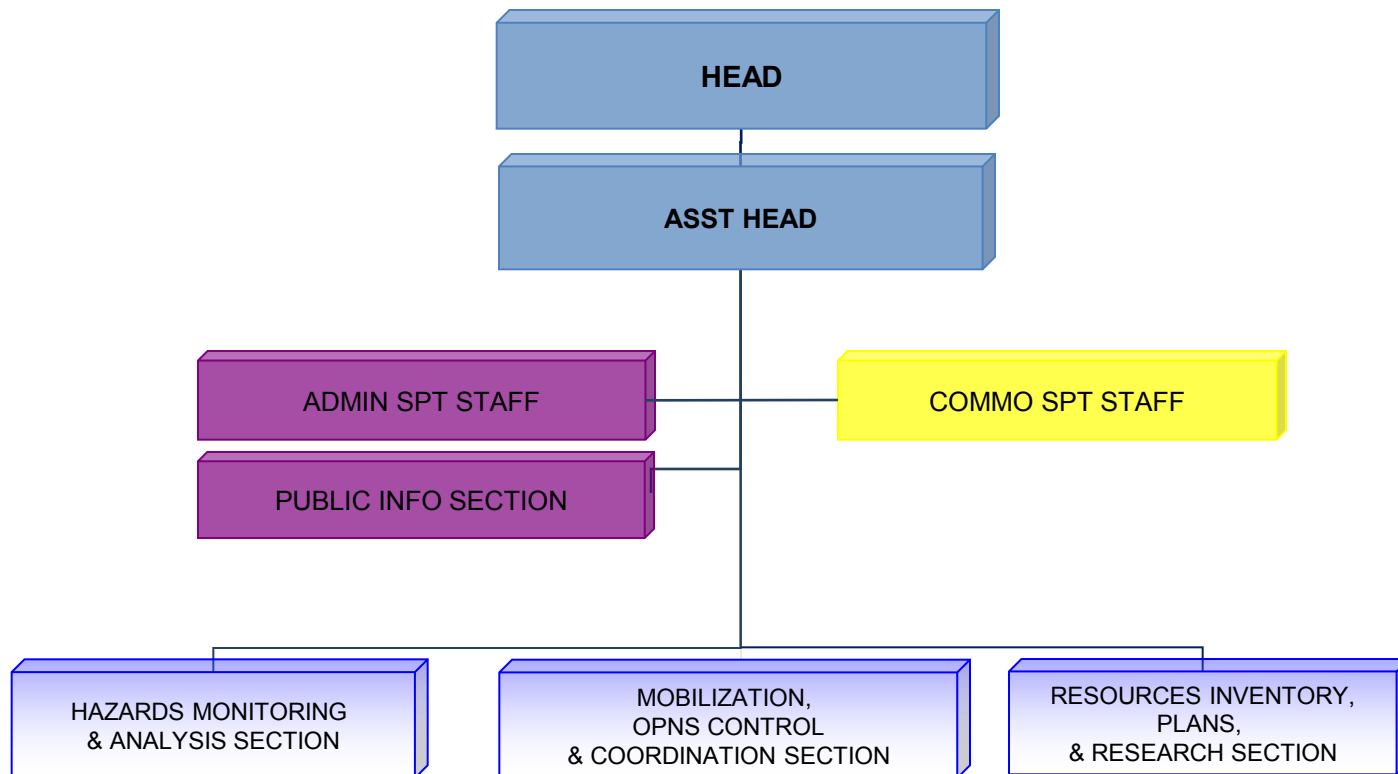 HEAD
ASST HEAD
ADMIN SPT STAFF
COMMO SPT STAFF
PUBLIC INFO SECTION
HAZARDS MONITORING
& ANALYSIS SECTION
MOBILIZATION,
OPNS CONTROL
& COORDINATION SECTION
RESOURCES INVENTORY,
PLANS,
& RESEARCH SECTION